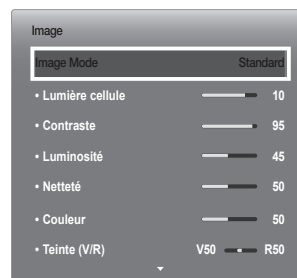 Image
Image Mode Standard
• Lumière cellule 10
• Contraste 95
• Luminosité 45
• Netteté 50
• Couleur 50
• Teinte (V/R) V50 R50